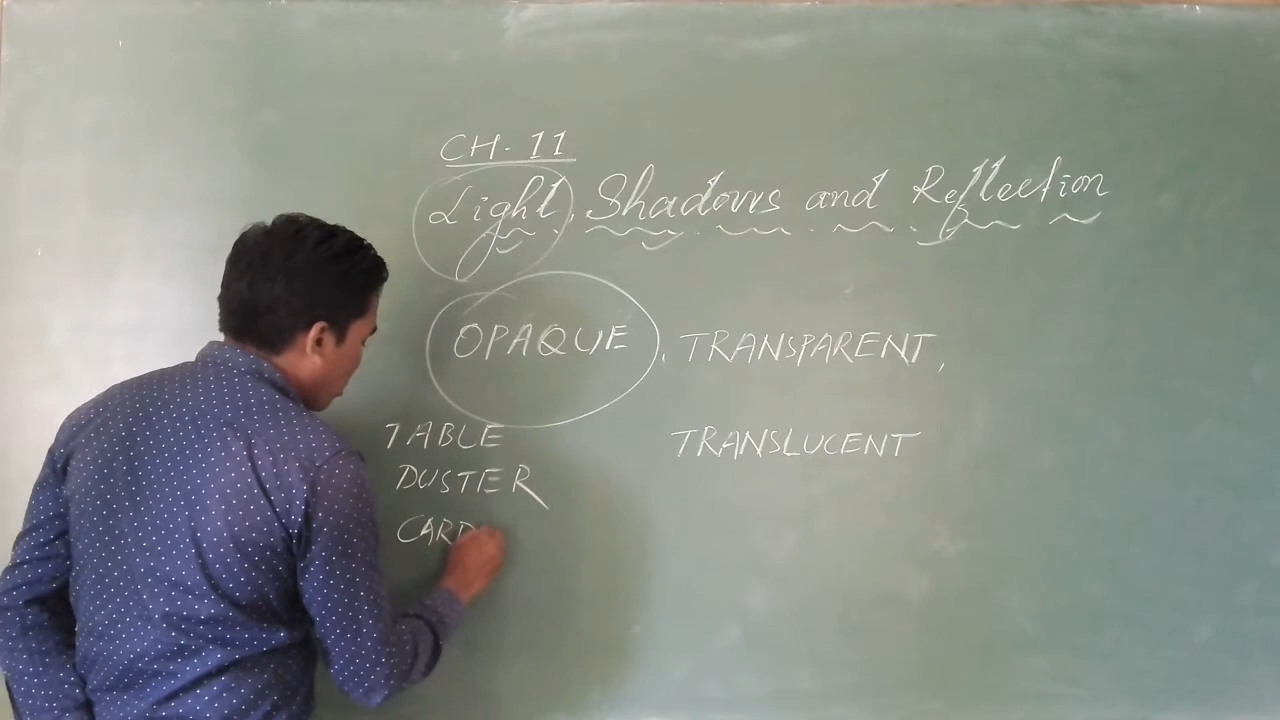 CH-11
Light, Shadows and Reflection
OPAQUE, TRANSPARENT,
TRANSLUCENT
TABLE
DUSTER
CARD